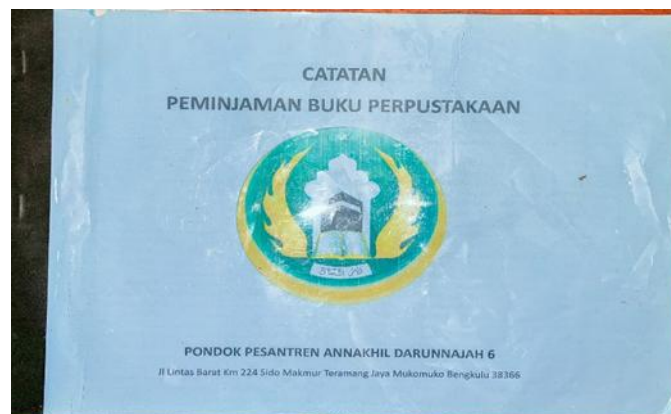 CATATAN
PEMINJAMAN BUKU PERPUSTAKAAN
PONDOK PESANTREN ANNAKHIL DARUNNAJAH 6
Jl Lintas Barat Km 224 Sido Makmur Teramang Jaya Mukomuko Bengkulu 38366